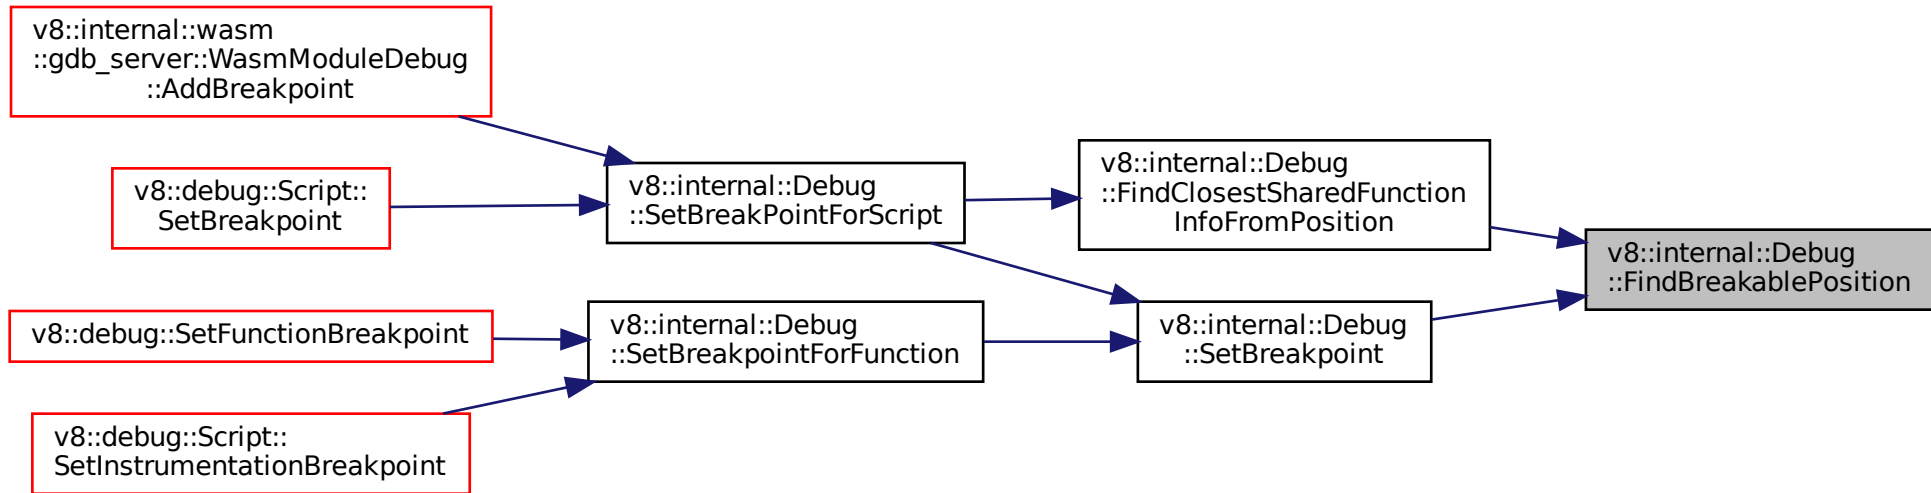 v8::internal::wasm
::gdb_server::WasmModuleDebug
::AddBreakpoint
v8::debug::Script::
SetBreakpoint
v8::debug::SetFunctionBreakpoint
v8::debug::Script::
SetInstrumentationBreakpoint
v8::internal::Debug
::SetBreakPointForScript
v8::internal::Debug
::SetBreakpointForFunction
v8::internal::Debug
::FindClosestSharedFunction
InfoFromPosition
v8::internal::Debug
::SetBreakpoint
v8::internal::Debug
::FindBreakablePosition